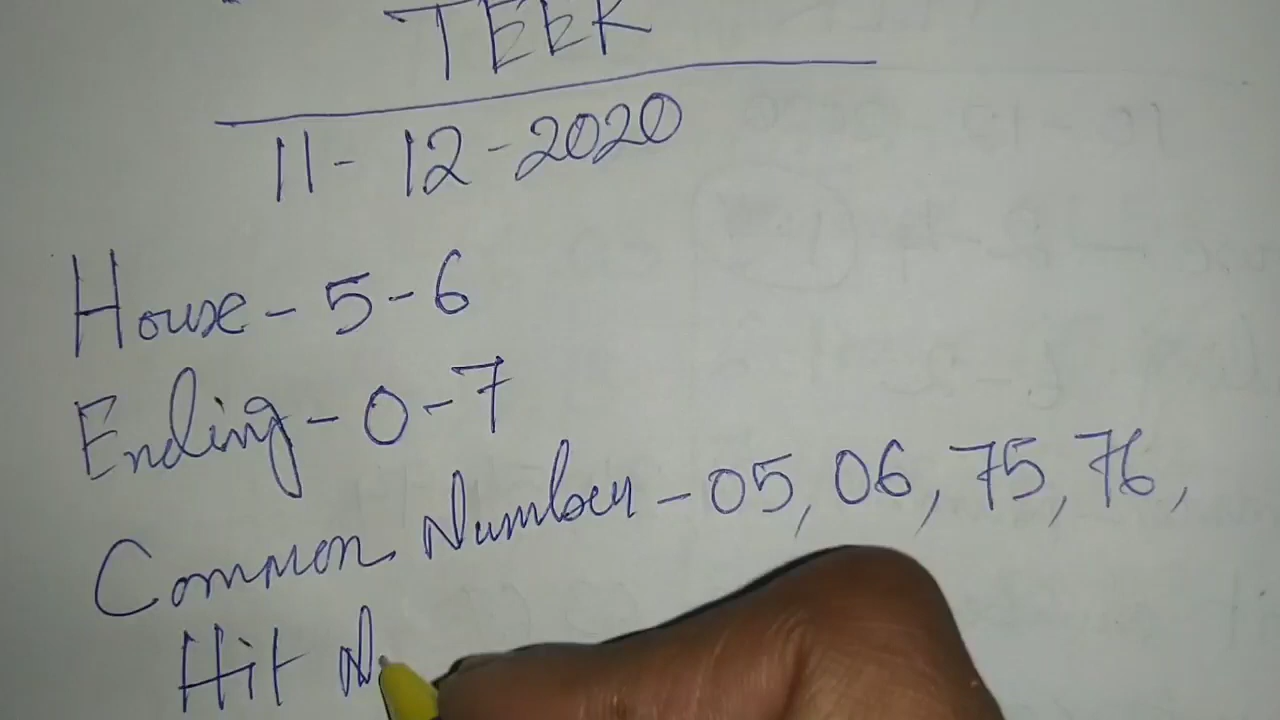 TEER
11-12-2020
House-5-6
Ending-0-7
Common Number-05, 06, 75, 76,
Hit N